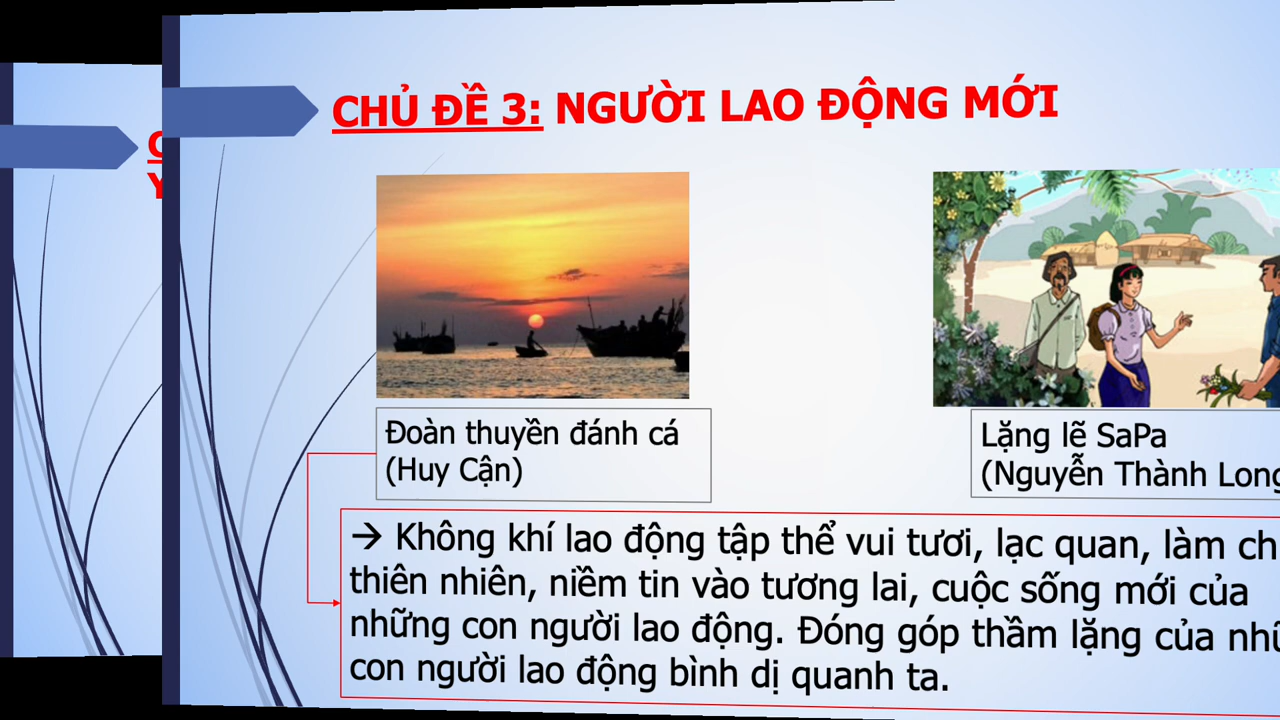 CHỦ ĐỀ 3: NGƯỜI LAO ĐỘNG MỚI
Đoàn thuyền đánh cá
(Huy Cận)
Lặng lẽ SaPa
(Nguyễn Thành Long
→ Không khí lao động tập thể vui tươi, lạc quan, làm ch
thiên nhiên, niềm tin vào tương lai, cuộc sống mới của
những con người lao động. Đóng góp thầm lặng của nhữ
con người lao động bình dị quanh ta.